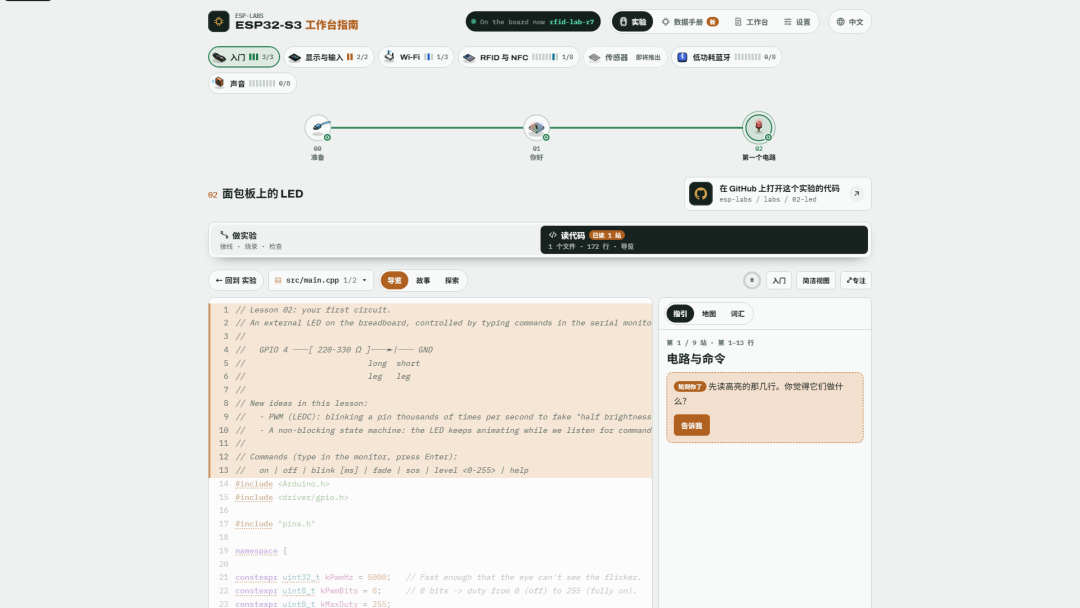 ESP-LABS
ESP32-S3 工作台指南
On the board now rfid-lab-r7
实验
数据手册 新
工作台
设置
中文
入门 3/3
显示与输入 2/2
Wi-Fi 1/3
RFID 与 NFC 1/8
传感器 即将推出
低功耗蓝牙 0/8
声音 0/8
00
准备
01
你好
02
第一个电路
02 面包板上的 LED
在 GitHub 上打开这个实验的代码
esp-labs / labs / 02-led
做实验
接线 · 烧录 · 检查
读代码 已读 1 站
1 个文件 · 172 行 · 导览
← 回到 实验
src/main.cpp 1/2
导览
故事
探索
0
入门
简洁视图
专注
1 // Lesson 02: your first circuit.
2 // An external LED on the breadboard, controlled by typing commands in the serial monito
3 //
4 // GPIO 4 ───[ 220-330 Ω ]───►|─── GND
5 // long short
6 // leg leg
7 //
8 // New ideas in this lesson:
9 // - PWM (LEDC): blinking a pin thousands of times per second to fake "half brightness
10 // - A non-blocking state machine: the LED keeps animating while we listen for command
11 //
12 // Commands (type in the monitor, press Enter):
13 // on | off | blink [ms] | fade | sos | level <0-255> | help
14 #include <Arduino.h>
15 #include <driver/gpio.h>
16
17 #include "pins.h"
18
19 namespace {
20
21 constexpr uint32_t kPwmHz = 5000; // Fast enough that the eye can't see the flicker.
22 constexpr uint8_t kPwmBits = 8; // 8 bits -> duty from 0 (off) to 255 (fully on).
23 constexpr uint8_t kMaxDuty = 255;
指引
地图
词汇
第 1 / 9 站 · 第 1–13 行
电路与命令
轮到你了 先读高亮的那几行。你觉得它们做什
么?
告诉我